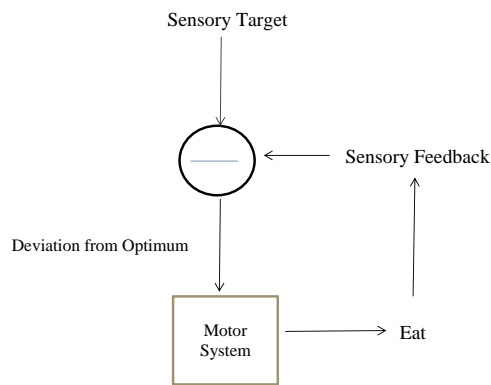 Sensory Target
Sensory Feedback
Deviation from Optimum
Motor
System
Eat